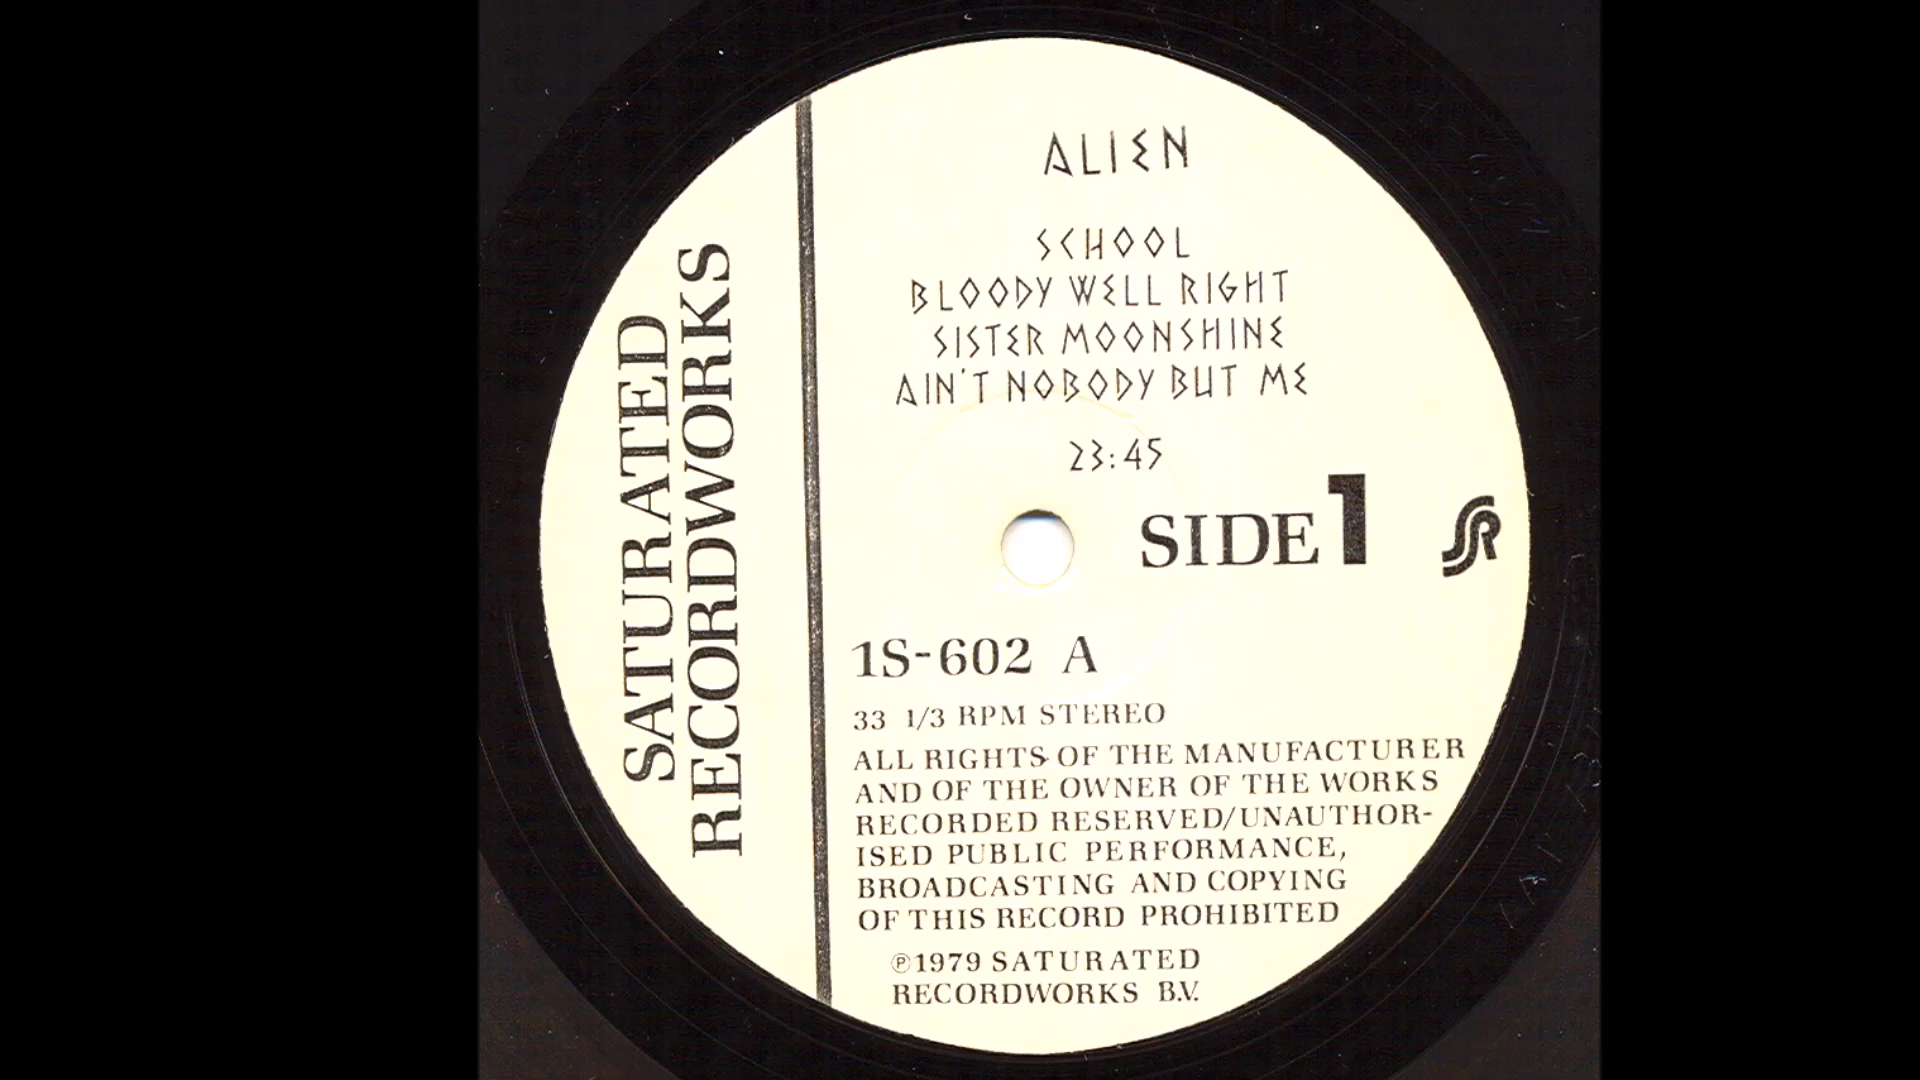 SATURATED
RECORDWORKS
ALIEN
SCHOOL
BLOODY WELL RIGHT
SISTER MOONSHINE
AIN'T NOBODY BUT ME
23:45
SIDE 1
SR
1S-602 A
33 1/3 RPM STEREO
ALL RIGHTS OF THE MANUFACTURER
AND OF THE OWNER OF THE WORKS
RECORDED RESERVED/UNAUTHOR-
ISED PUBLIC PERFORMANCE,
BROADCASTING AND COPYING
OF THIS RECORD PROHIBITED
℗1979 SATURATED
RECORDWORKS B.V.